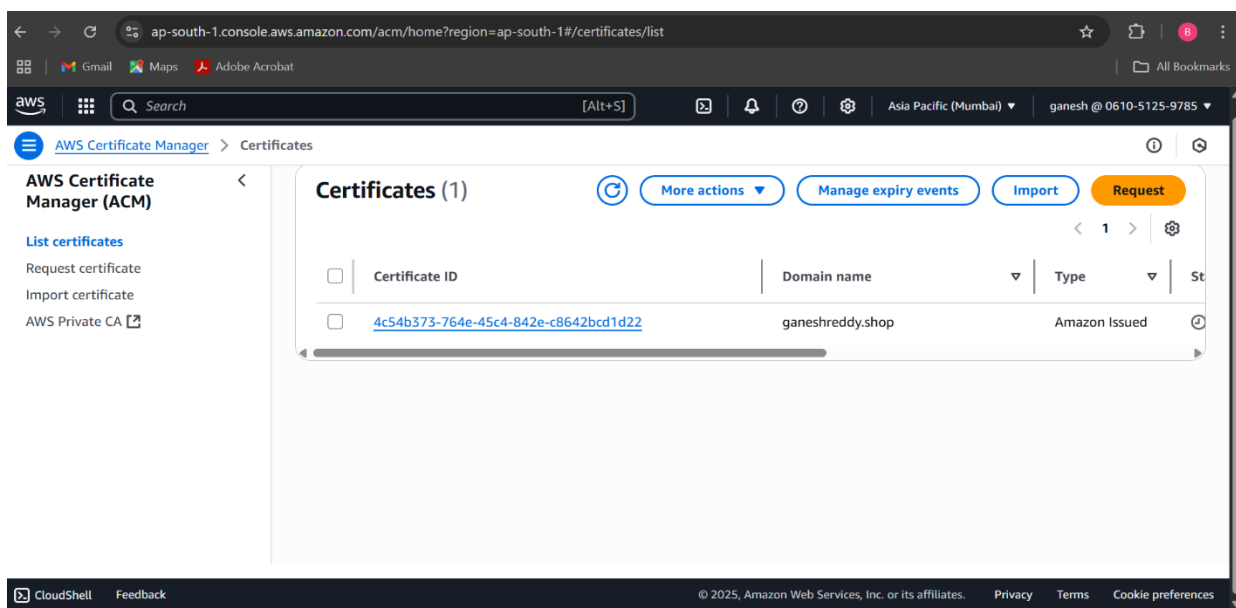 ap-south-1.console.aws.amazon.com/acm/home?region=ap-south-1#/certificates/list
B
Gmail Maps Adobe Acrobat All Bookmarks
aws Search [Alt+S] Asia Pacific (Mumbai) ▼ ganesh @ 0610-5125-9785 ▼
AWS Certificate Manager > Certificates
AWS Certificate
Manager (ACM)
List certificates
Request certificate
Import certificate
AWS Private CA
Certificates (1) More actions ▼ Manage expiry events Import Request
< 1 >
Certificate ID Domain name Type St
4c54b373-764e-45c4-842e-c8642bcd1d22 ganeshreddy.shop Amazon Issued
CloudShell Feedback © 2025, Amazon Web Services, Inc. or its affiliates. Privacy Terms Cookie preferences